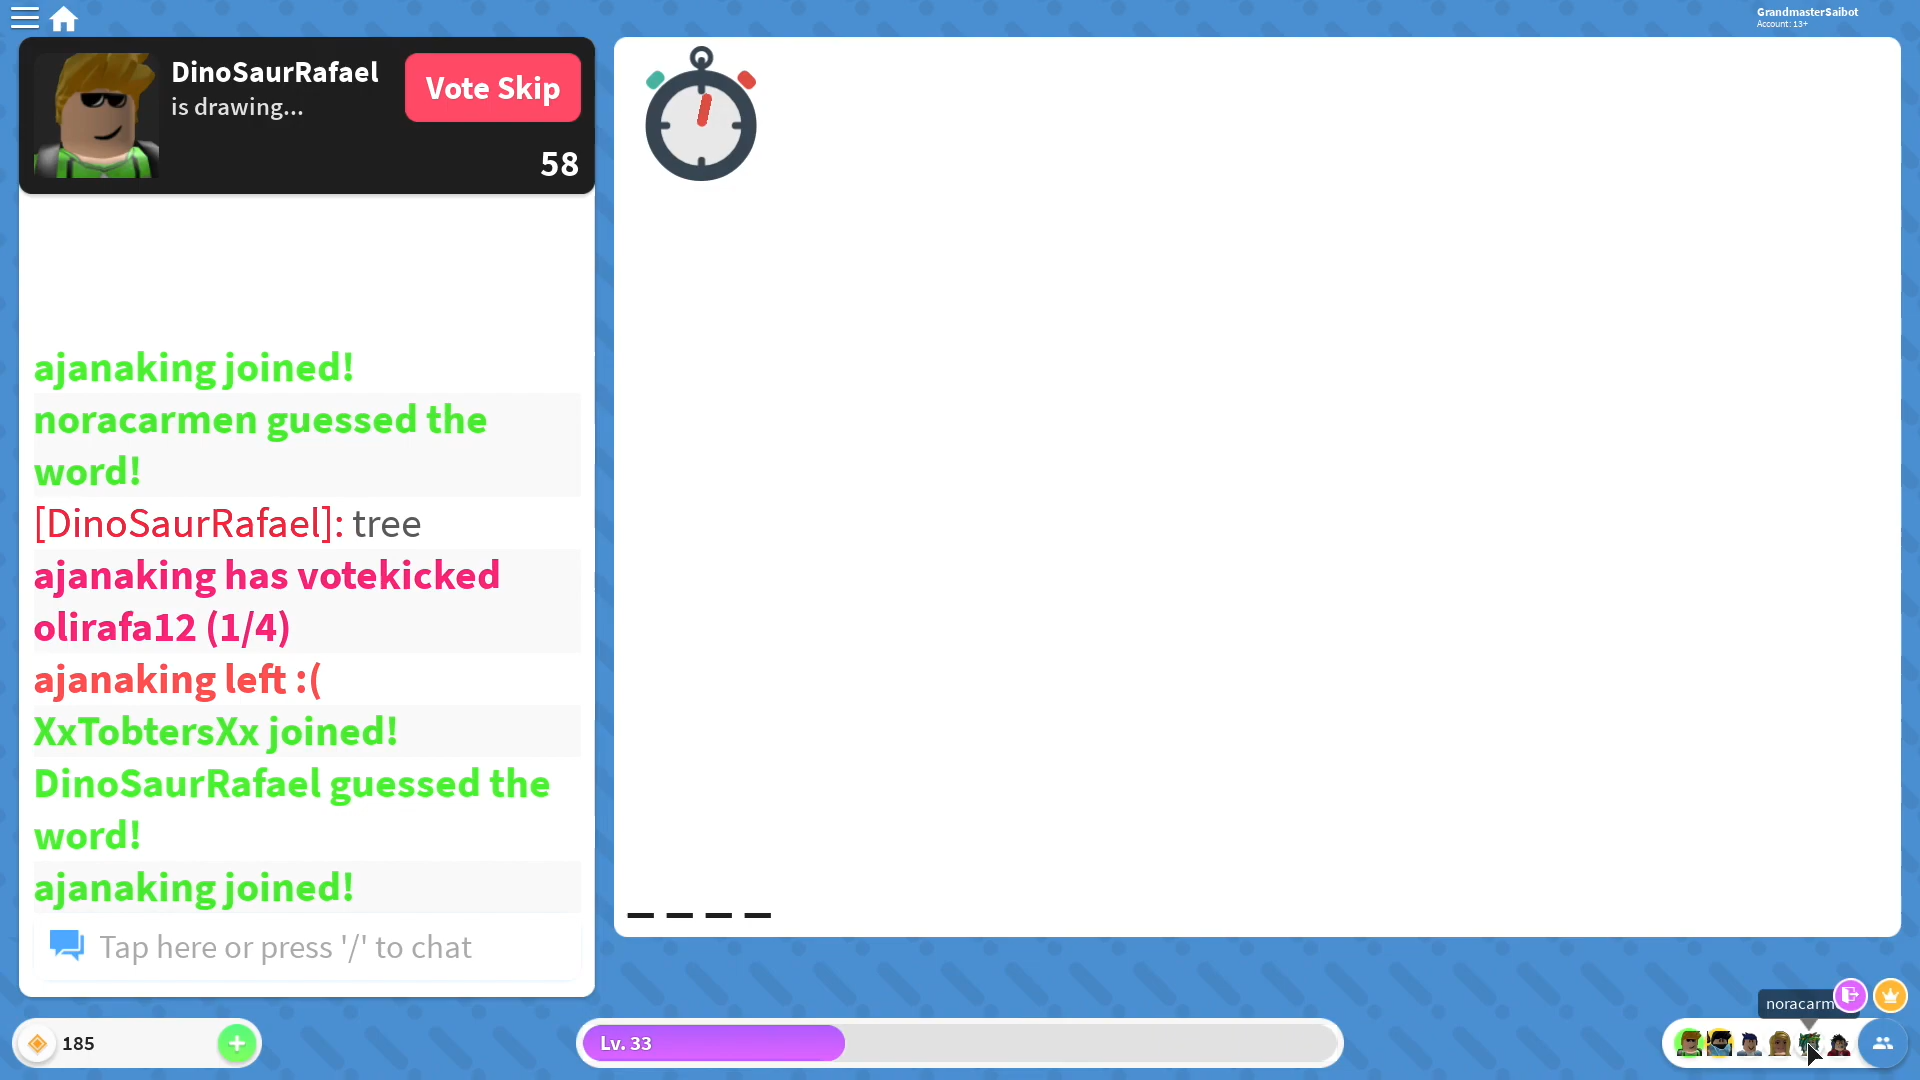 GrandmasterSaibot
Account: 13+
DinoSaurRafael
is drawing...
Vote Skip
58
ajanaking joined!
noracarmen guessed the
word!
[DinoSaurRafael]: tree
ajanaking has votekicked
olirafa12 (1/4)
ajanaking left :(
XxTobtersXx joined!
DinoSaurRafael guessed the
word!
ajanaking joined!
Tap here or press '/' to chat
_ _ _ _
noracarm
185
Lv. 33